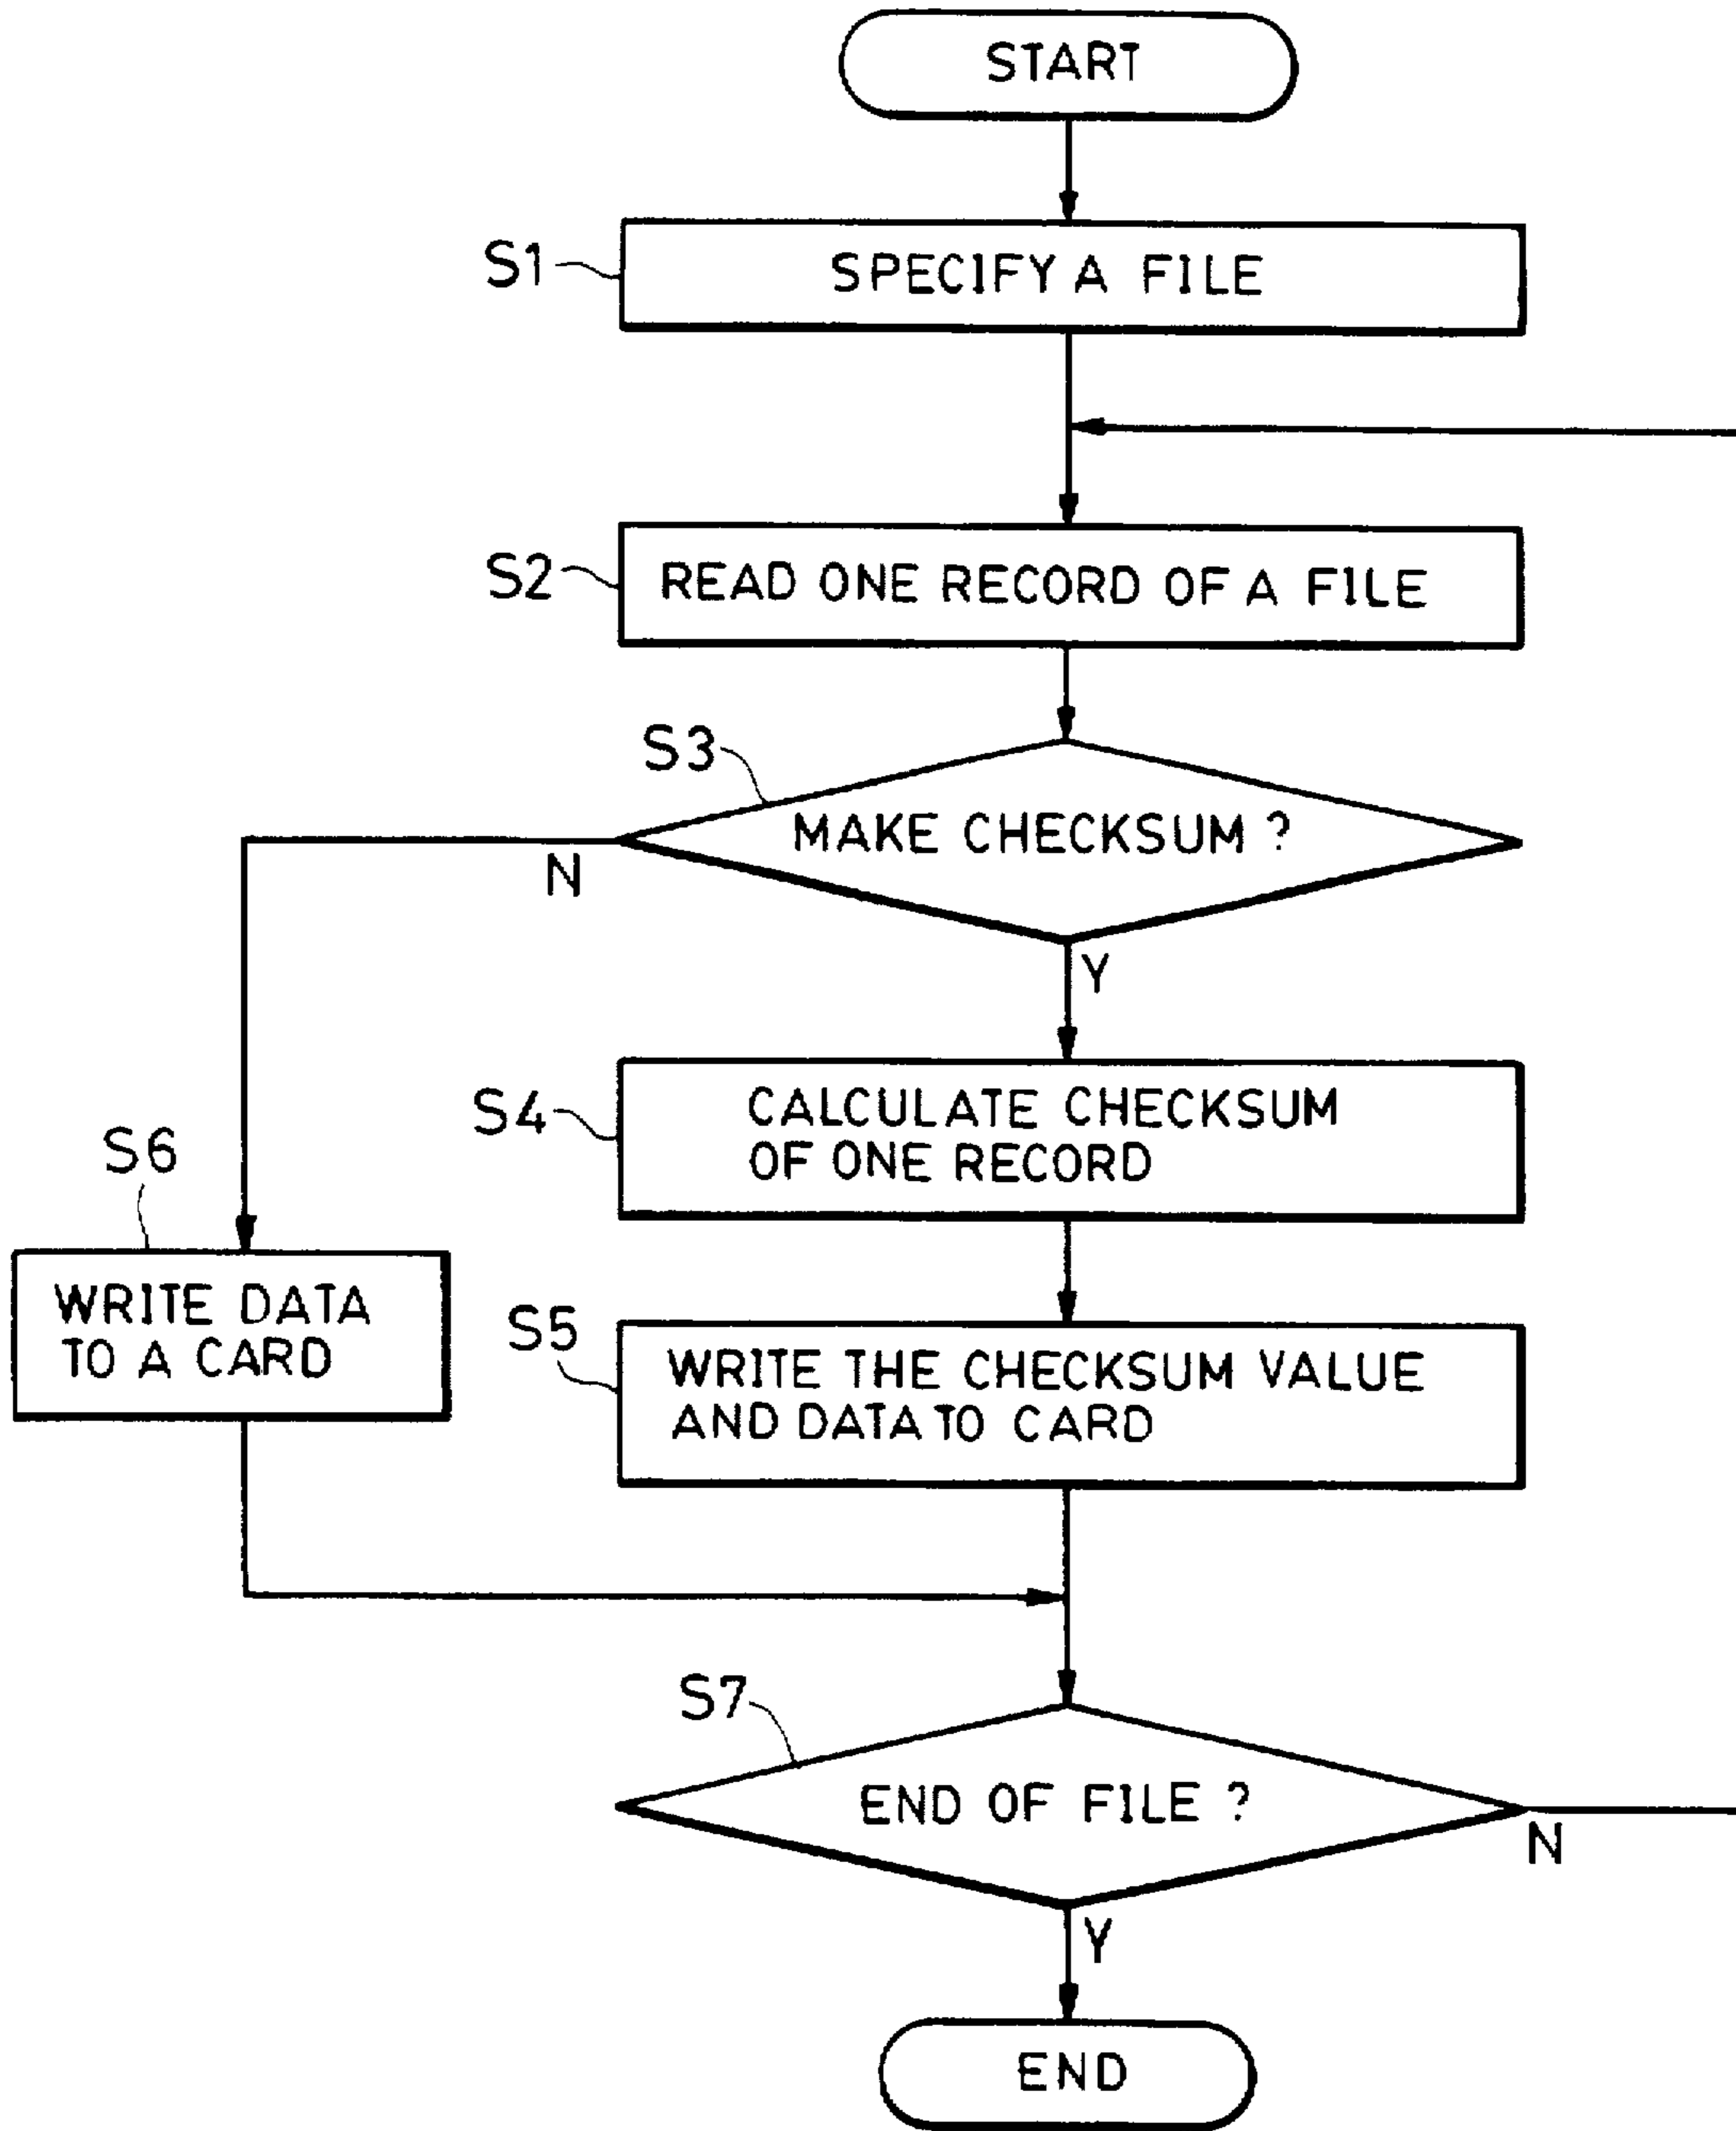 START
S1
SPECIFY A FILE
S2
READ ONE RECORD OF A FILE
S3
MAKE CHECKSUM ?
N
Y
S4
CALCULATE CHECKSUM
OF ONE RECORD
S6
WRITE DATA
TO A CARD
S5
WRITE THE CHECKSUM VALUE
AND DATA TO CARD
S7
END OF FILE ?
N
Y
END